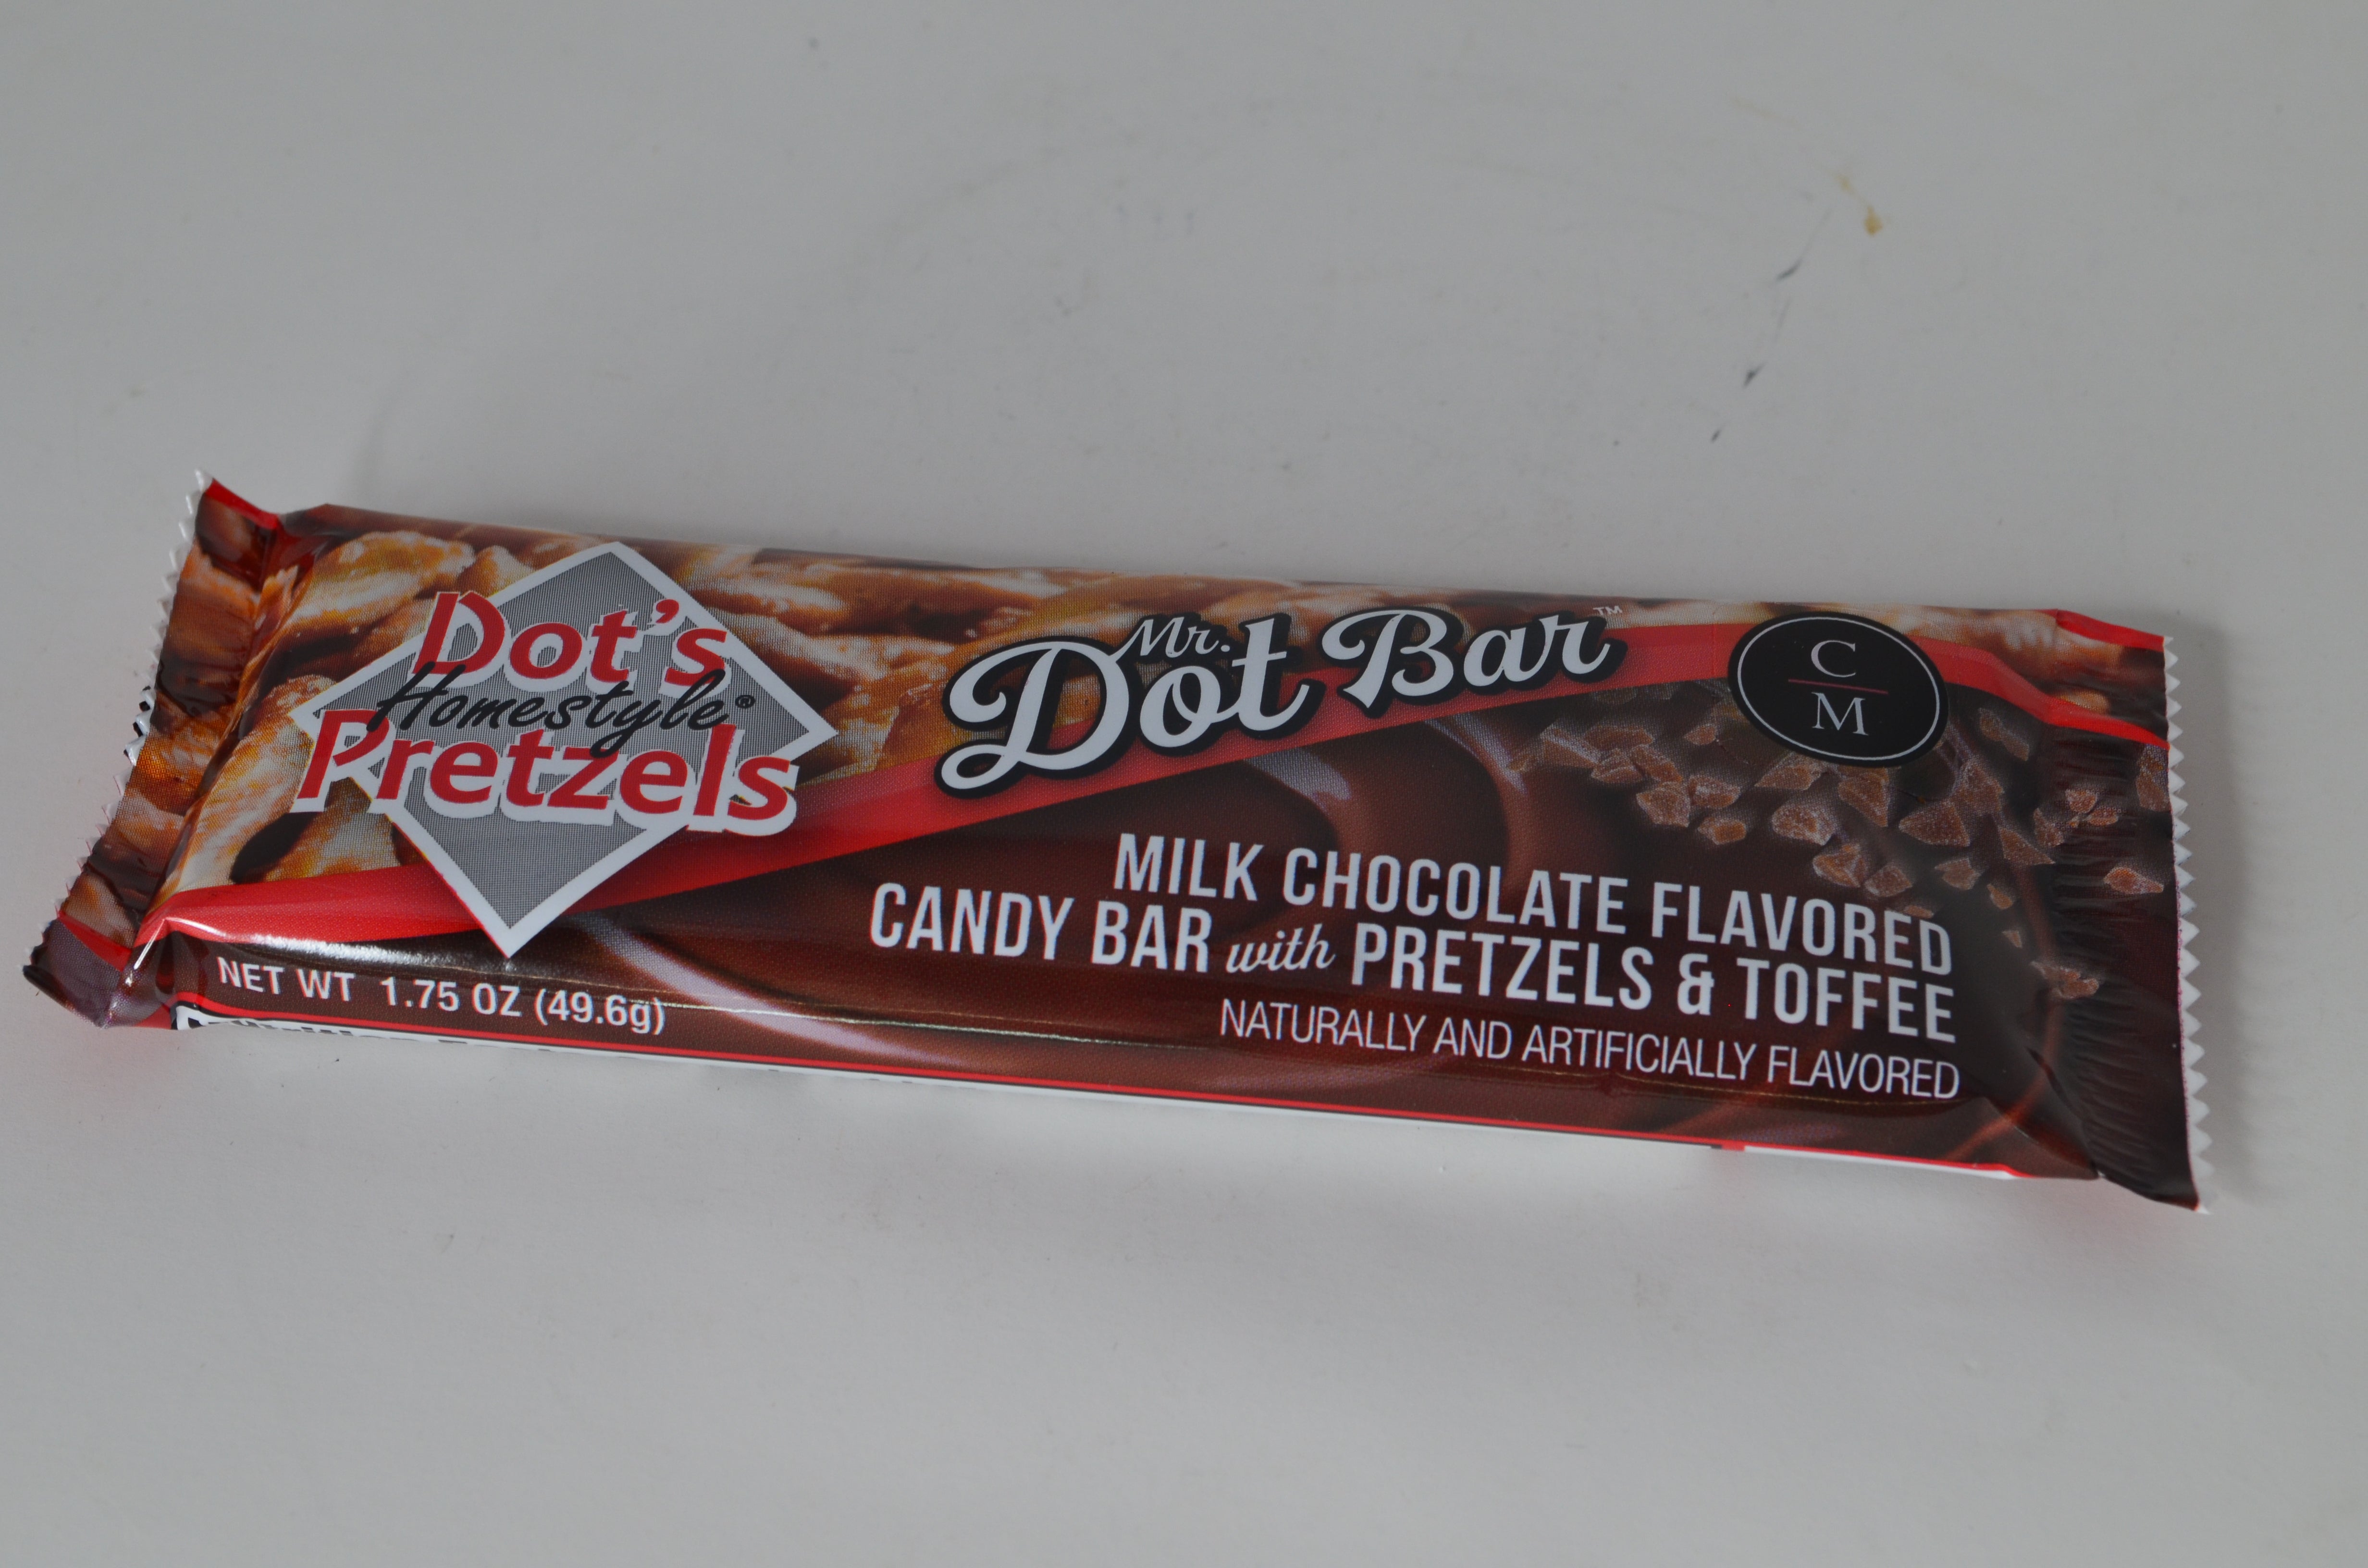 Dot's
Homestyle®
Pretzels
Mr.
Dot Bar™
C
M
MILK CHOCOLATE FLAVORED
CANDY BAR with PRETZELS & TOFFEE
NATURALLY AND ARTIFICIALLY FLAVORED
NET WT 1.75 OZ (49.6g)